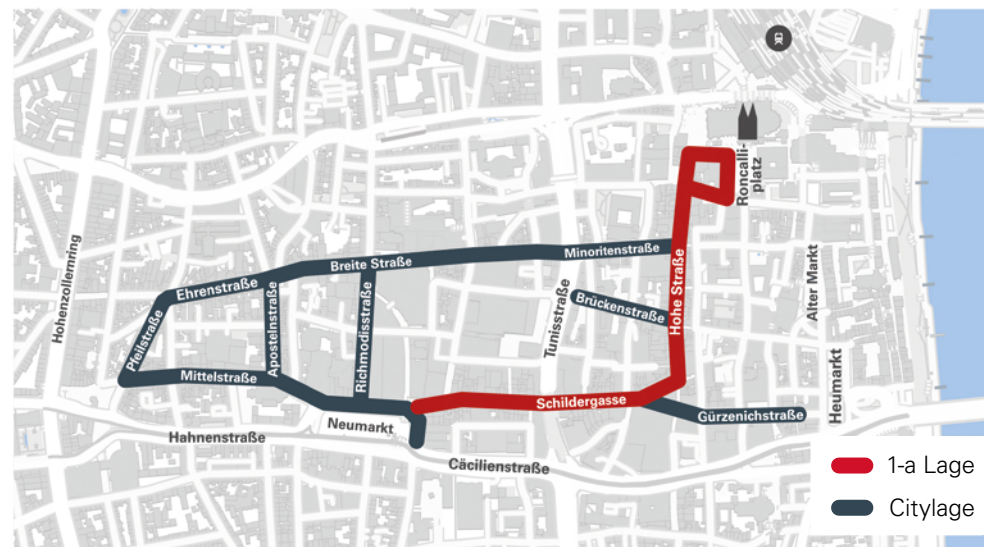 Roncalli-
platz
Minoritenstraße
Breite Straße
Ehrenstraße
Hohenzollernring
Hohe Straße
Alter Markt
Brückenstraße
Tunisstraße
Apostelnstraße
Richmodisstraße
Pfeilstraße
Mittelstraße
Heumarkt
Schildergasse
Gürzenichstraße
Neumarkt
Hahnenstraße
Cäcilienstraße
1-a Lage
Citylage